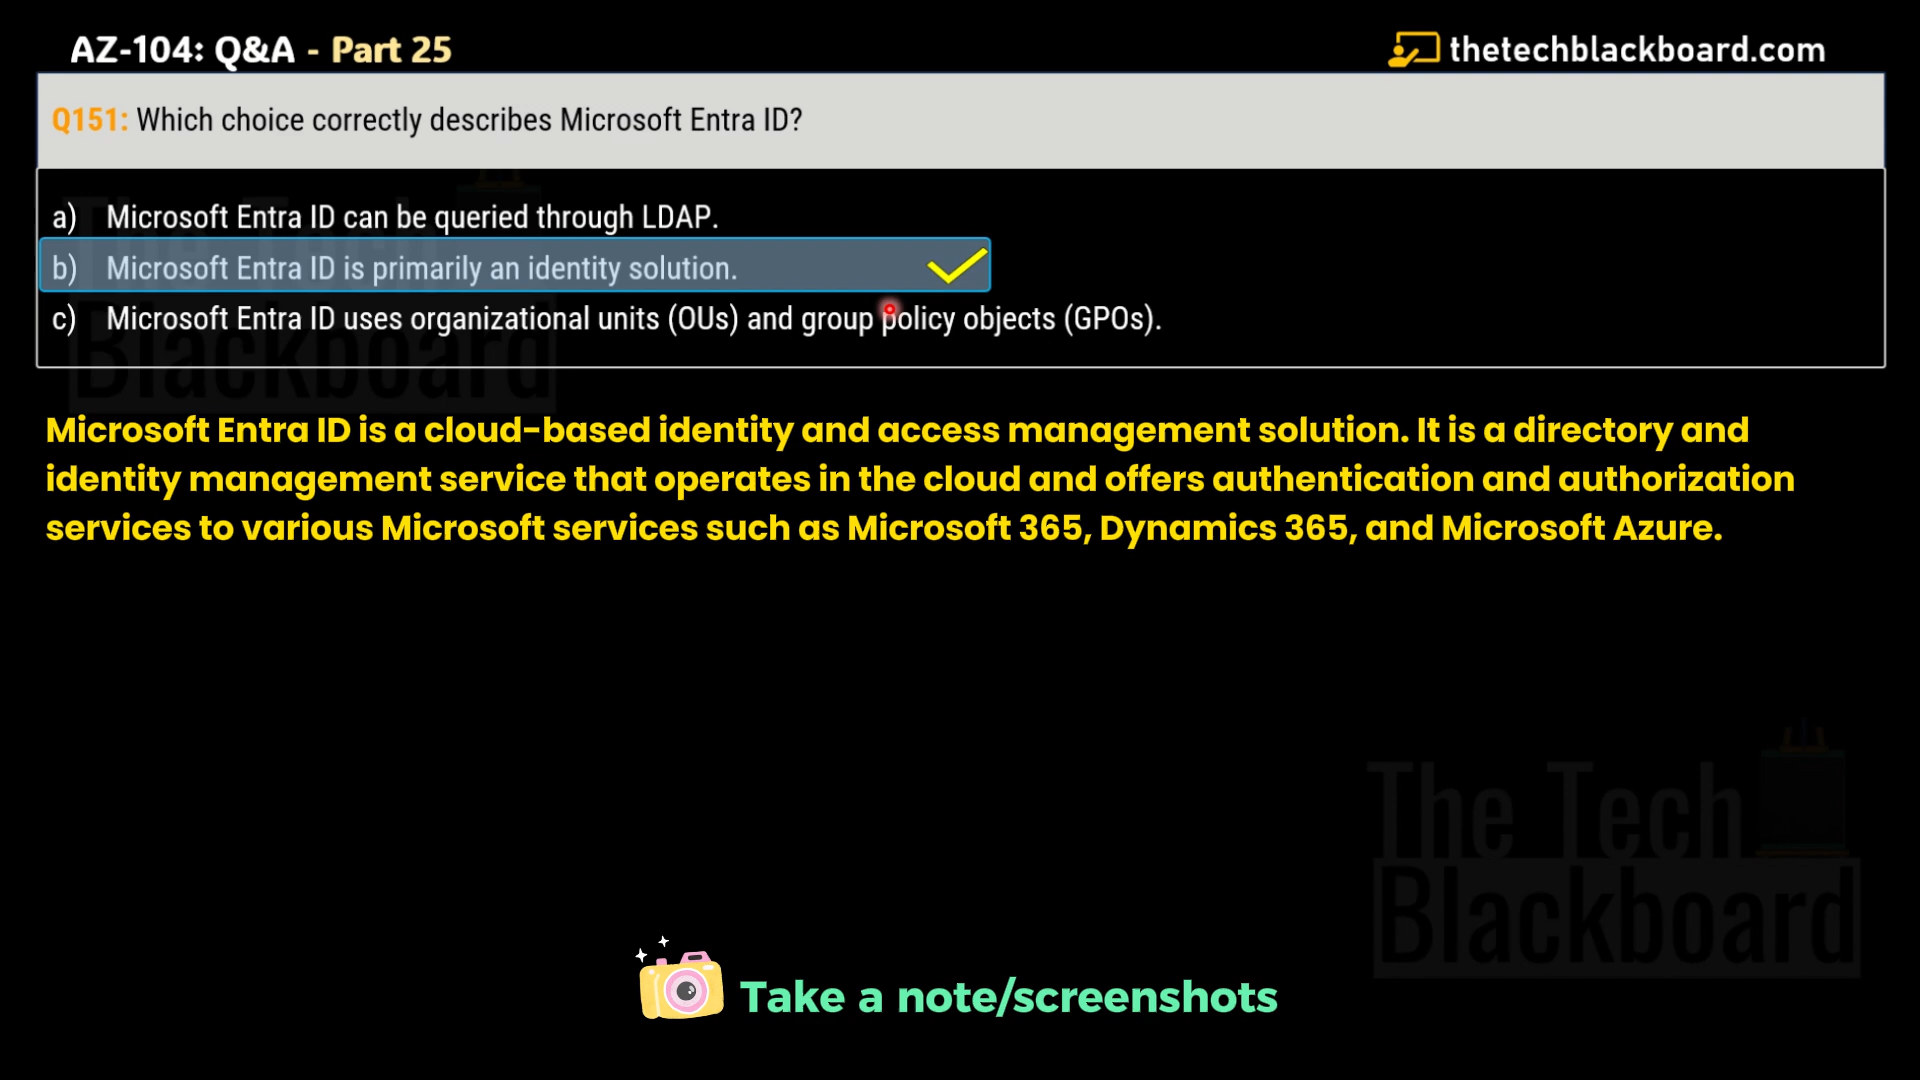 AZ-104: Q&A - Part 25
thetechblackboard.com
Q151: Which choice correctly describes Microsoft Entra ID?
a) Microsoft Entra ID can be queried through LDAP.
b) Microsoft Entra ID is primarily an identity solution.
c) Microsoft Entra ID uses organizational units (OUs) and group policy objects (GPOs).
The Tech
Blackboard
Microsoft Entra ID is a cloud-based identity and access management solution. It is a directory and
identity management service that operates in the cloud and offers authentication and authorization
services to various Microsoft services such as Microsoft 365, Dynamics 365, and Microsoft Azure.
The Tech
Blackboard
Take a note/screenshots